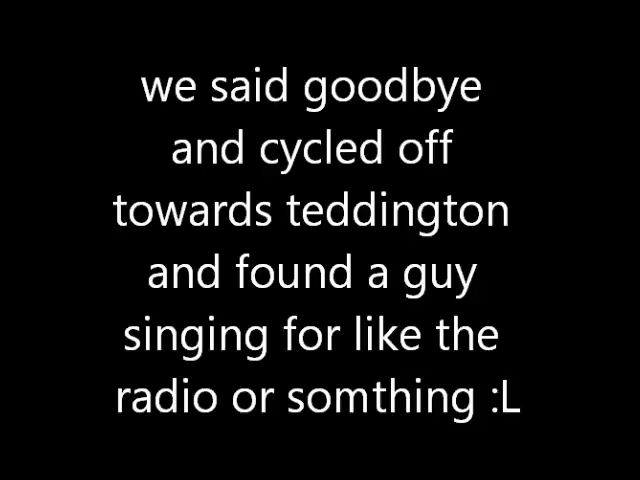 we said goodbye
and cycled off
towards teddington
and found a guy
singing for like the
radio or somthing :L